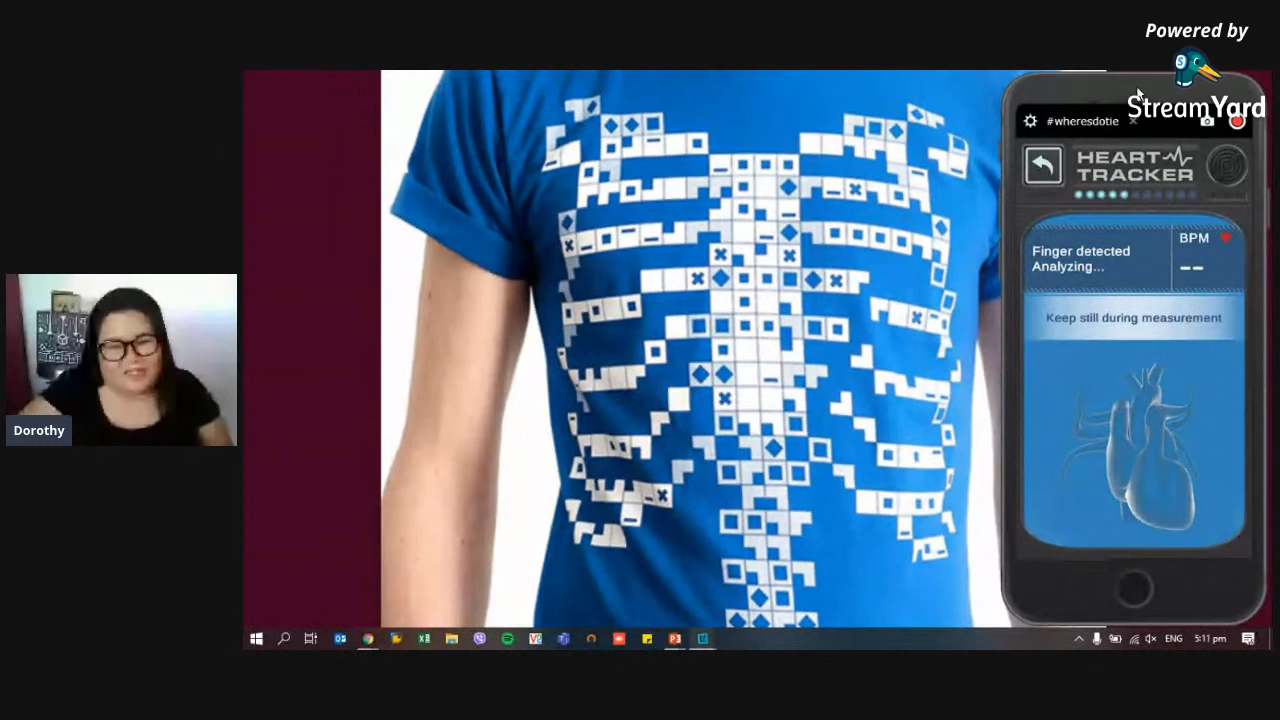 Powered by
StreamYard
#wheresdotie
HEART
TRACKER
Finger detected
Analyzing...
BPM
--
Keep still during measurement
Dorothy
ENG
5:11 pm